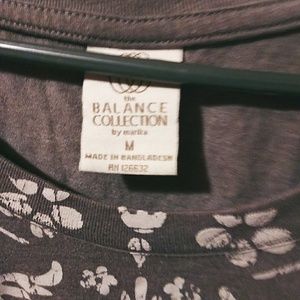 the
BALANCE
COLLECTION
by marika
M
MADE IN BANGLADESH
RN 126632